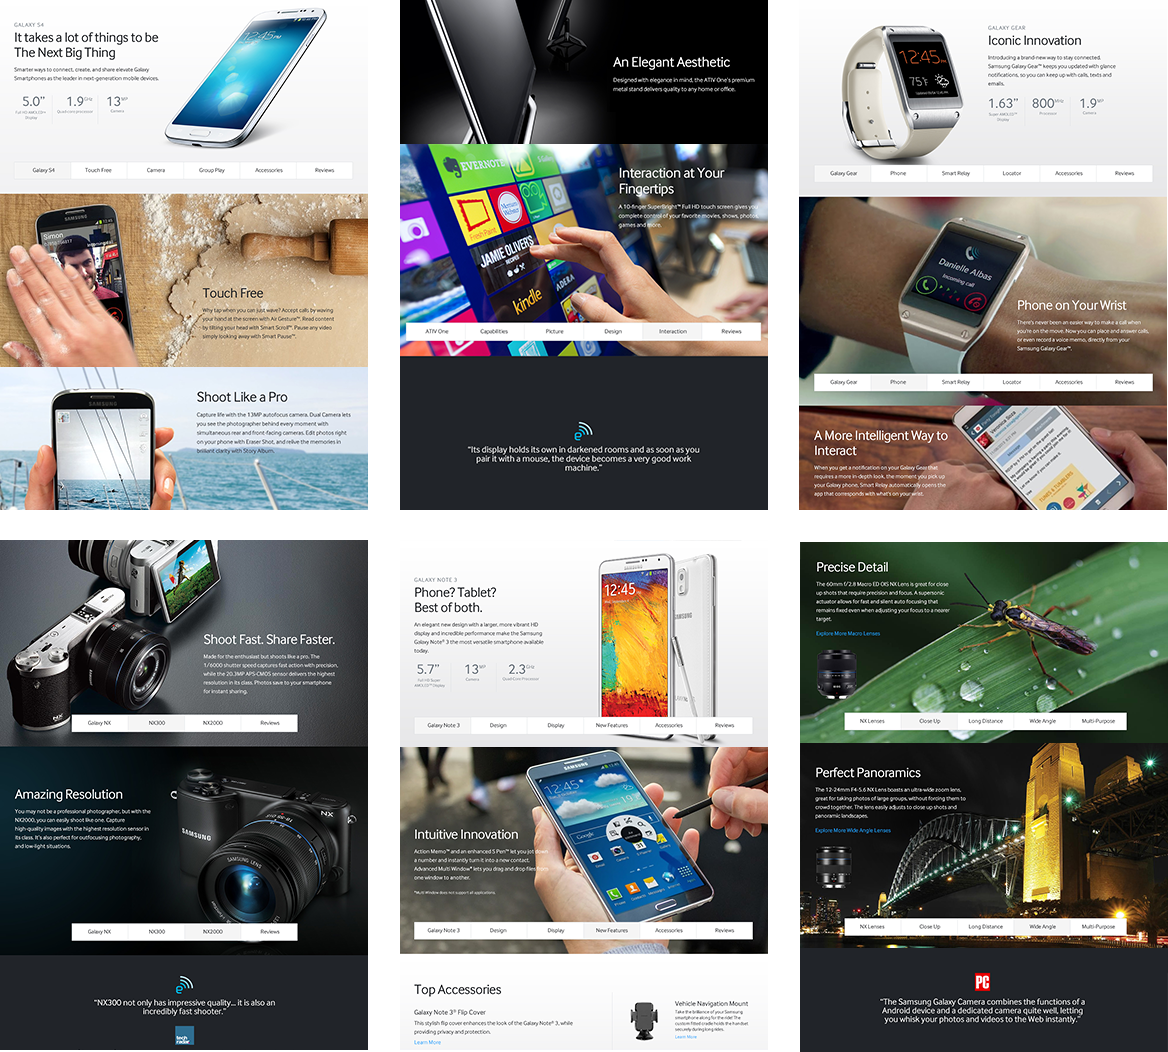 GALAXY S4
It takes a lot of things to be
The Next Big Thing
Smarter ways to connect, create, and share elevate Galaxy
Smartphones as the leader in next-generation mobile devices.
5.0” 1.9GHz 13MP
Full HD AMOLED™ Display
Quadcore processor
Camera
12:45
Galaxy S4 Touch Free Camera Group Play Accessories Reviews
SAMSUNG
Simon
Touch Free
Why tap when you can just wave? Accept calls by waving
your hand at the screen with Air Gesture™. Read content
by tilting your head with Smart Scroll™. Pause any video
simply looking away with Smart Pause™.
SAMSUNG
Shoot Like a Pro
Capture life with the 13MP autofocus camera. Dual Camera lets
you see the photographer behind every moment with
simultaneous rear and front-facing cameras. Edit photos right
on your phone with Eraser Shot, and relive the memories in
brilliant clarity with Story Album.
An Elegant Aesthetic
Designed with elegance in mind, the ATIV One's premium
metal stand delivers quality to any home or office.
EVERNOTE
Fresh Paint
Merriam Webster
JAMIE OLIVER'S
RECIPES
kindle
ADERA
Interaction at Your
Fingertips
A 10-finger SuperBright™ Full HD touch screen gives you
complete control of your favorite movies, shows, photos,
games and more.
ATIV One Capabilities Picture Design Interaction Reviews
“Its display holds its own in darkened rooms and as soon as you
pair it with a mouse, the device becomes a very good work
machine.”
GALAXY GEAR
Iconic Innovation
Introducing a brand new way to stay connected.
Samsung Galaxy Gear™ keeps you updated with glance
notifications, so you can keep up with calls, texts and
emails.
1.63” 800MHz 1.9MP
Super AMOLED™ Display
Processor
Camera
12:45
75°F
Galaxy Gear Phone Smart Relay Locator Accessories Reviews
Danielle Albas
Incoming call
Phone on Your Wrist
There's never been an easier way to make a call when
you're on the move. Now you can place and answer calls,
or even record a voice memo, directly from your
Samsung Galaxy Gear™.
Galaxy Gear Phone Smart Relay Locator Accessories Reviews
A More Intelligent Way to
Interact
When you get a notification on your Galaxy Gear that
requires a more in-depth look, the moment you pick up
your Galaxy phone, Smart Relay automatically opens the
app that corresponds with what's on your wrist.
Shoot Fast. Share Faster.
Made for the enthusiast but shoots like a pro. The
1/6000 shutter speed captures fast action with precision,
while the 20.3MP APS-CMOS sensor delivers the highest
resolution in its class. Photos save to your smartphone
for instant sharing.
NX
Galaxy NX NX300 NX2000 Reviews
Amazing Resolution
You may not be a professional photographer, but with the
NX2000, you can easily shoot like one. Capture
high-quality images with the highest resolution sensor in
its class. It's also perfect for outfocusing photography,
and low-light situations.
SAMSUNG
NX
SAMSUNG LENS
Galaxy NX NX300 NX2000 Reviews
“NX300 not only has impressive quality... it is also an
incredibly fast shooter.”
tech
radar
GALAXY NOTE 3
Phone? Tablet?
Best of both.
An elegant new design with a larger, more vibrant HD
display and incredible performance make the Samsung
Galaxy Note® 3 the most versatile smartphone available
today.
5.7” 13MP 2.3GHz
Full HD Super AMOLED™ Display
Camera
Quad-Core Processor
12:45
Galaxy Note 3 Design Display New Features Accessories Reviews
SAMSUNG
12:45
Google
Intuitive Innovation
Action Memo™ and an enhanced S Pen™ let you jot down
a number and instantly turn it into a new contact.
Advanced Multi Window* lets you drag and drop files from
one window to another.
*Multi Window does not support all applications.
Galaxy Note 3 Design Display New Features Accessories Reviews
Top Accessories
Galaxy Note 3® Flip Cover
This stylish flip cover enhances the look of the Galaxy Note® 3, while
providing privacy and protection.
Learn More
Vehicle Navigation Mount
Take the brilliance of your Samsung
smartphone along for the ride! The
custom fitted cradle holds the handset
securely during long rides.
Learn More
Precise Detail
The 60mm f/2.8 Macro ED OIS NX Lens is great for close
up shots that require precision and focus. A supersonic
actuator allows for fast and silent auto focusing that
remains fixed even when adjusting your focus to a nearer
target.
Explore More Macro Lenses
NX Lenses Close Up Long Distance Wide Angle Multi-Purpose
Perfect Panoramics
The 12-24mm F4-5.6 NX Lens boasts an ultra-wide zoom lens,
great for taking photos of large groups, without forcing them to
crowd together. The lens easily adjusts to close up shots and
panoramic landscapes.
Explore More Wide Angle Lenses
NX Lenses Close Up Long Distance Wide Angle Multi-Purpose
PC
“The Samsung Galaxy Camera combines the functions of a
Android device and a dedicated camera quite well, letting
you whisk your photos and videos to the Web instantly.”